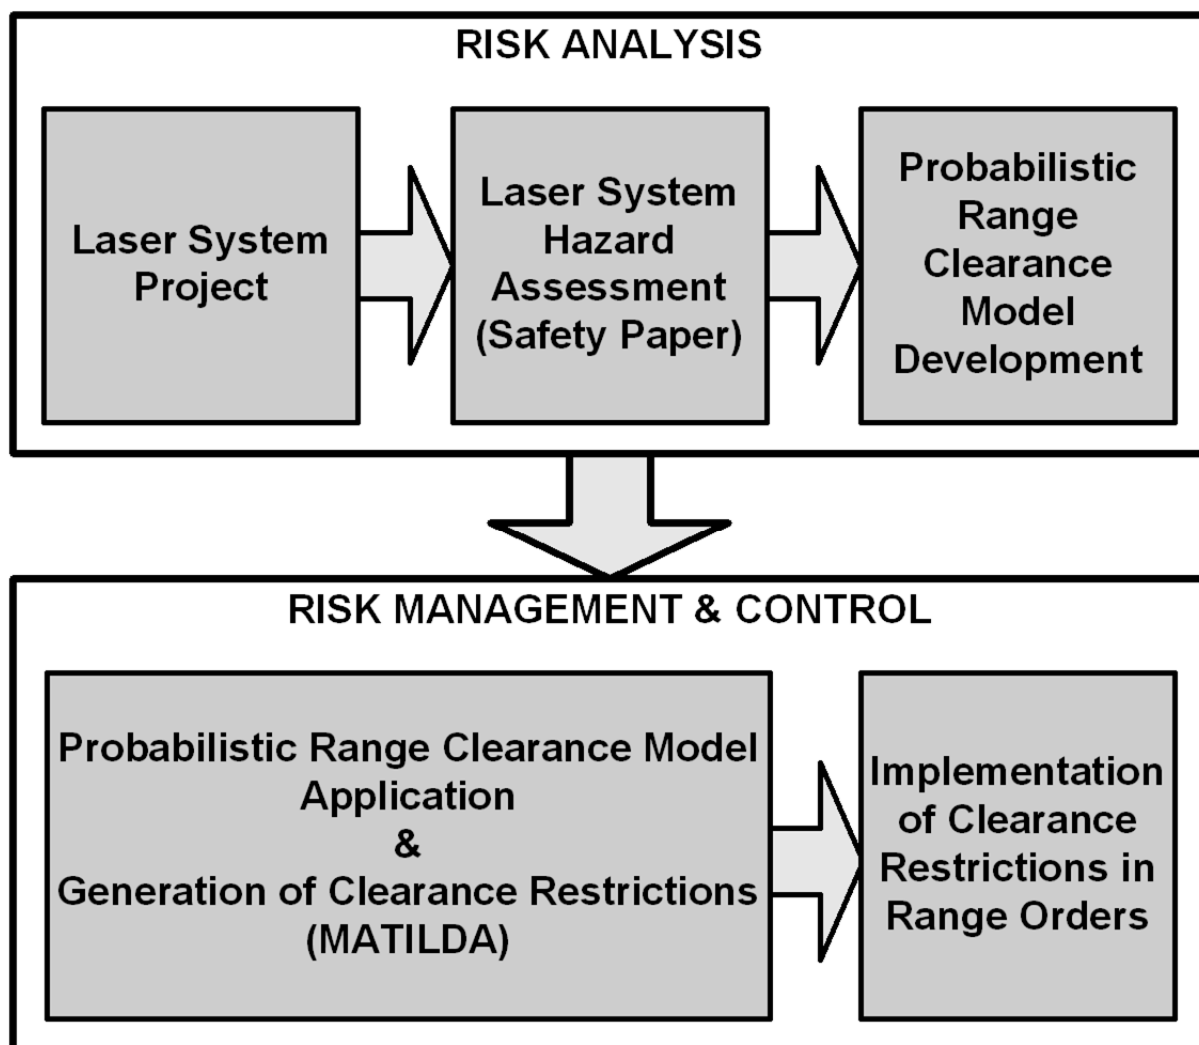 RISK ANALYSIS
Laser System
Project
Laser System
Hazard
Assessment
(Safety Paper)
Probabilistic
Range
Clearance
Model
Development
RISK MANAGEMENT & CONTROL
Probabilistic Range Clearance Model
Application
&
Generation of Clearance Restrictions
(MATILDA)
Implementation
of Clearance
Restrictions in
Range Orders